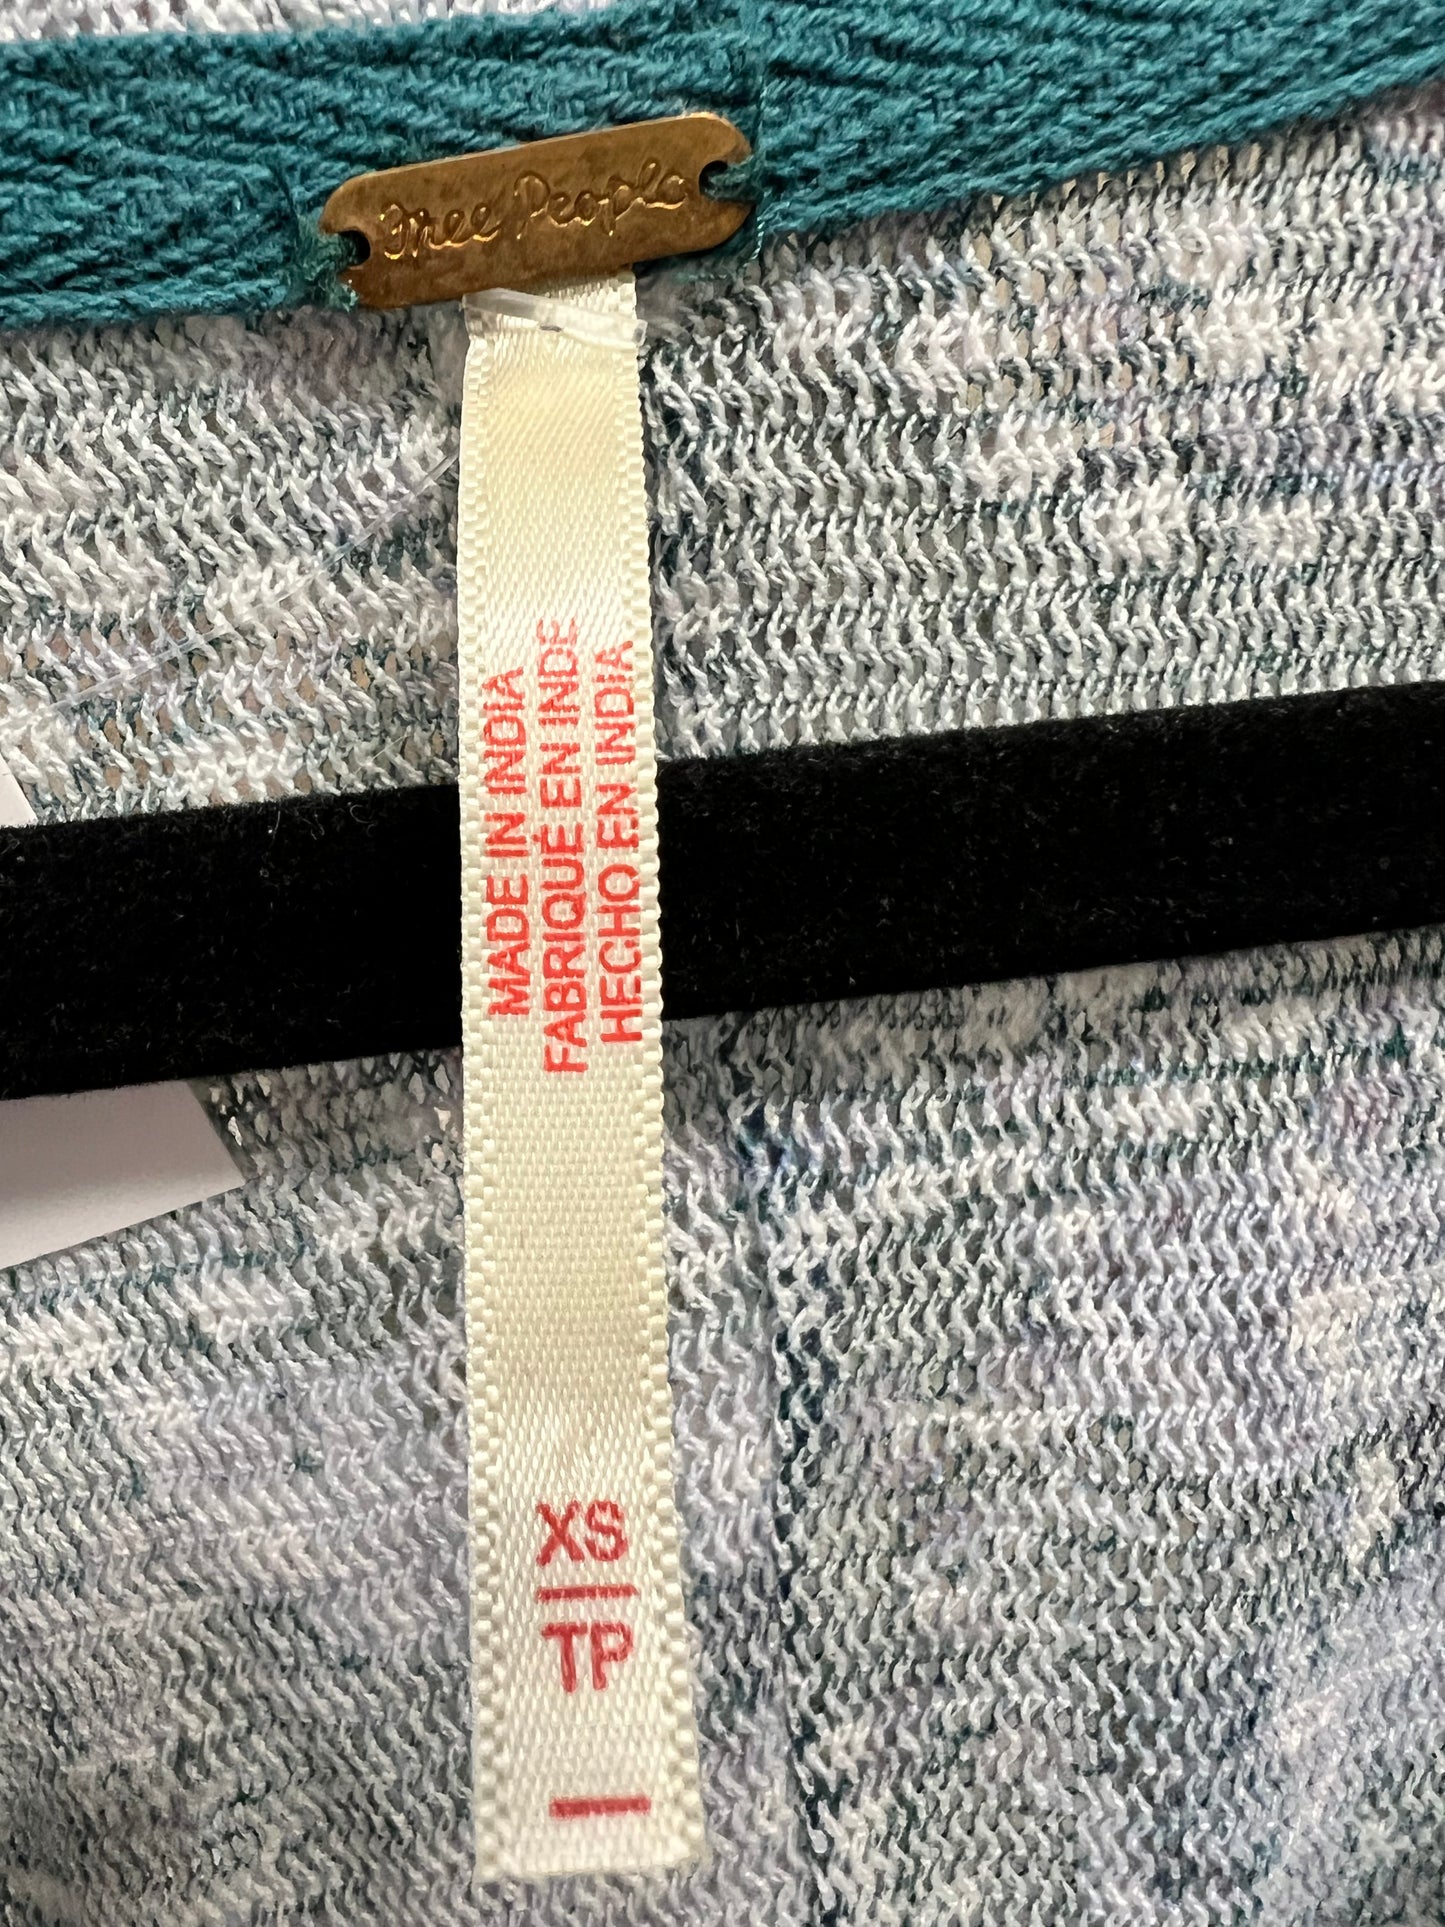 Free People
MADE IN INDIA
FABRIQUÉ EN INDE
HECHO EN INDIA
XS
TP